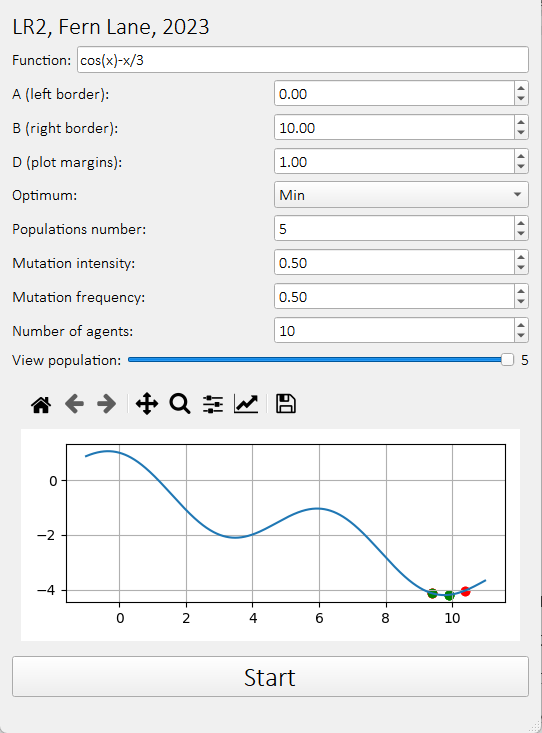 LR2, Fern Lane, 2023
Function: cos(x)-x/3
A (left border): 0.00
B (right border): 10.00
D (plot margins): 1.00
Optimum: Min
Populations number: 5
Mutation intensity: 0.50
Mutation frequency: 0.50
Number of agents: 10
View population: 5
0
−2
−4
0 2 4 6 8 10
Start